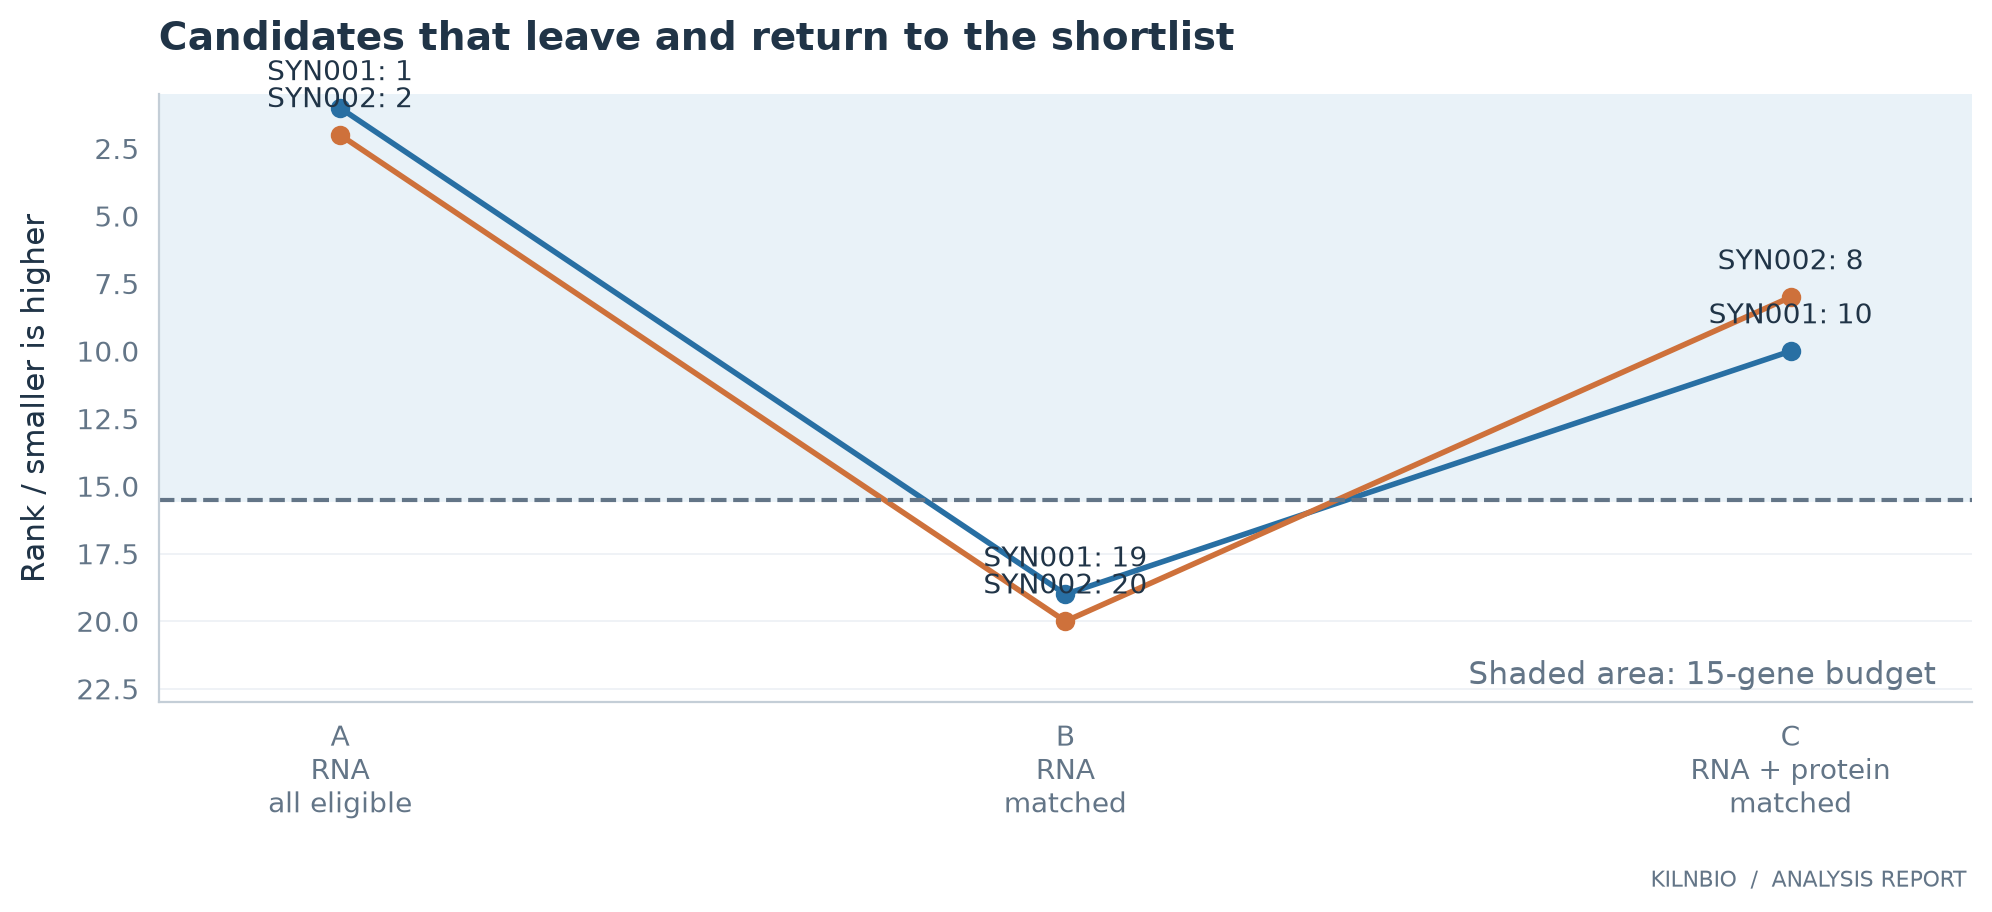 Candidates that leave and return to the shortlist
SYN001: 1
SYN002: 2
Rank / smaller is higher
2.5
5.0
7.5
10.0
12.5
15.0
17.5
20.0
22.5
SYN002: 8
SYN001: 10
SYN001: 19
SYN002: 20
Shaded area: 15-gene budget
A
RNA
all eligible
B
RNA
matched
C
RNA + protein
matched
KILNBIO / ANALYSIS REPORT